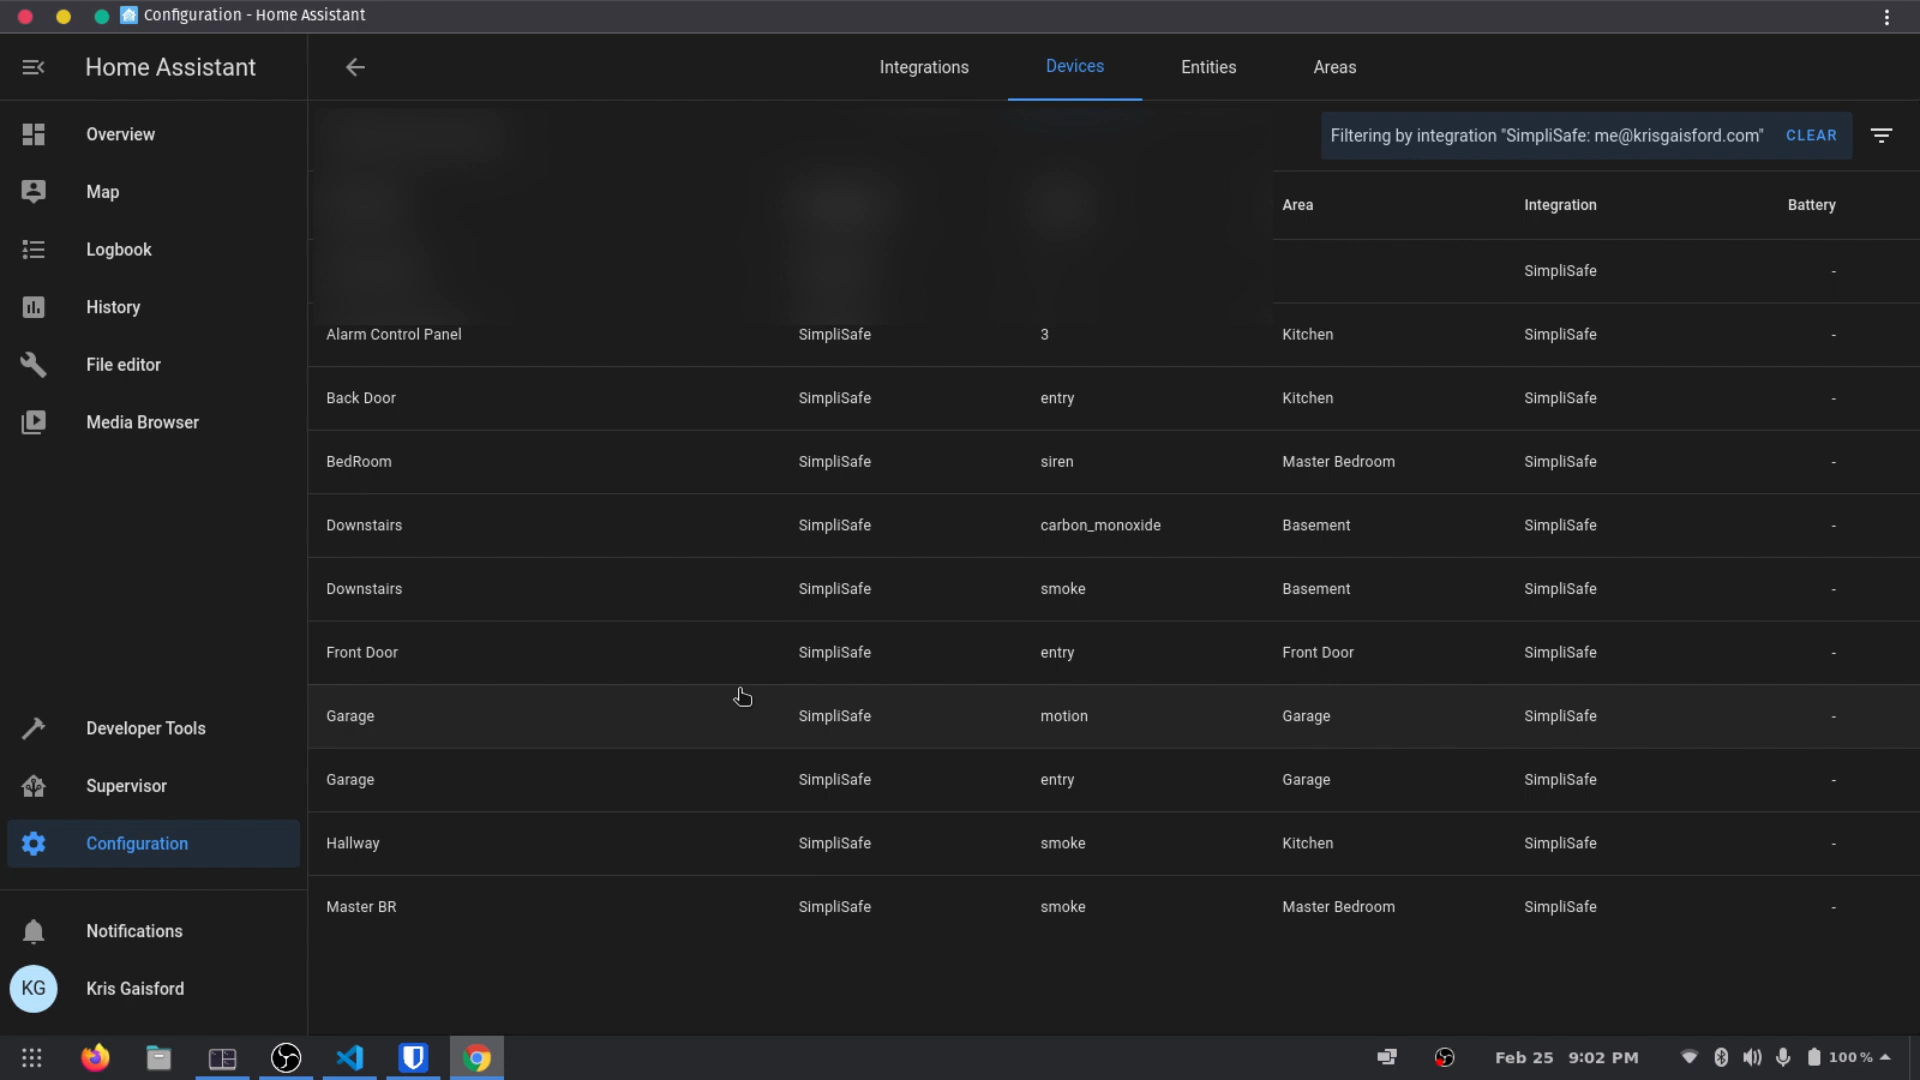 Configuration - Home Assistant
Home Assistant
Integrations Devices Entities Areas
Overview
Map
Logbook
History
File editor
Media Browser
Developer Tools
Supervisor
Configuration
Notifications
KG Kris Gaisford
Filtering by integration "SimpliSafe: me@krisgaisford.com" CLEAR
Area Integration Battery
SimpliSafe -
Alarm Control Panel SimpliSafe 3 Kitchen SimpliSafe -
Back Door SimpliSafe entry Kitchen SimpliSafe -
BedRoom SimpliSafe siren Master Bedroom SimpliSafe -
Downstairs SimpliSafe carbon_monoxide Basement SimpliSafe -
Downstairs SimpliSafe smoke Basement SimpliSafe -
Front Door SimpliSafe entry Front Door SimpliSafe -
Garage SimpliSafe motion Garage SimpliSafe -
Garage SimpliSafe entry Garage SimpliSafe -
Hallway SimpliSafe smoke Kitchen SimpliSafe -
Master BR SimpliSafe smoke Master Bedroom SimpliSafe -
Feb 25 9:02 PM 100 %